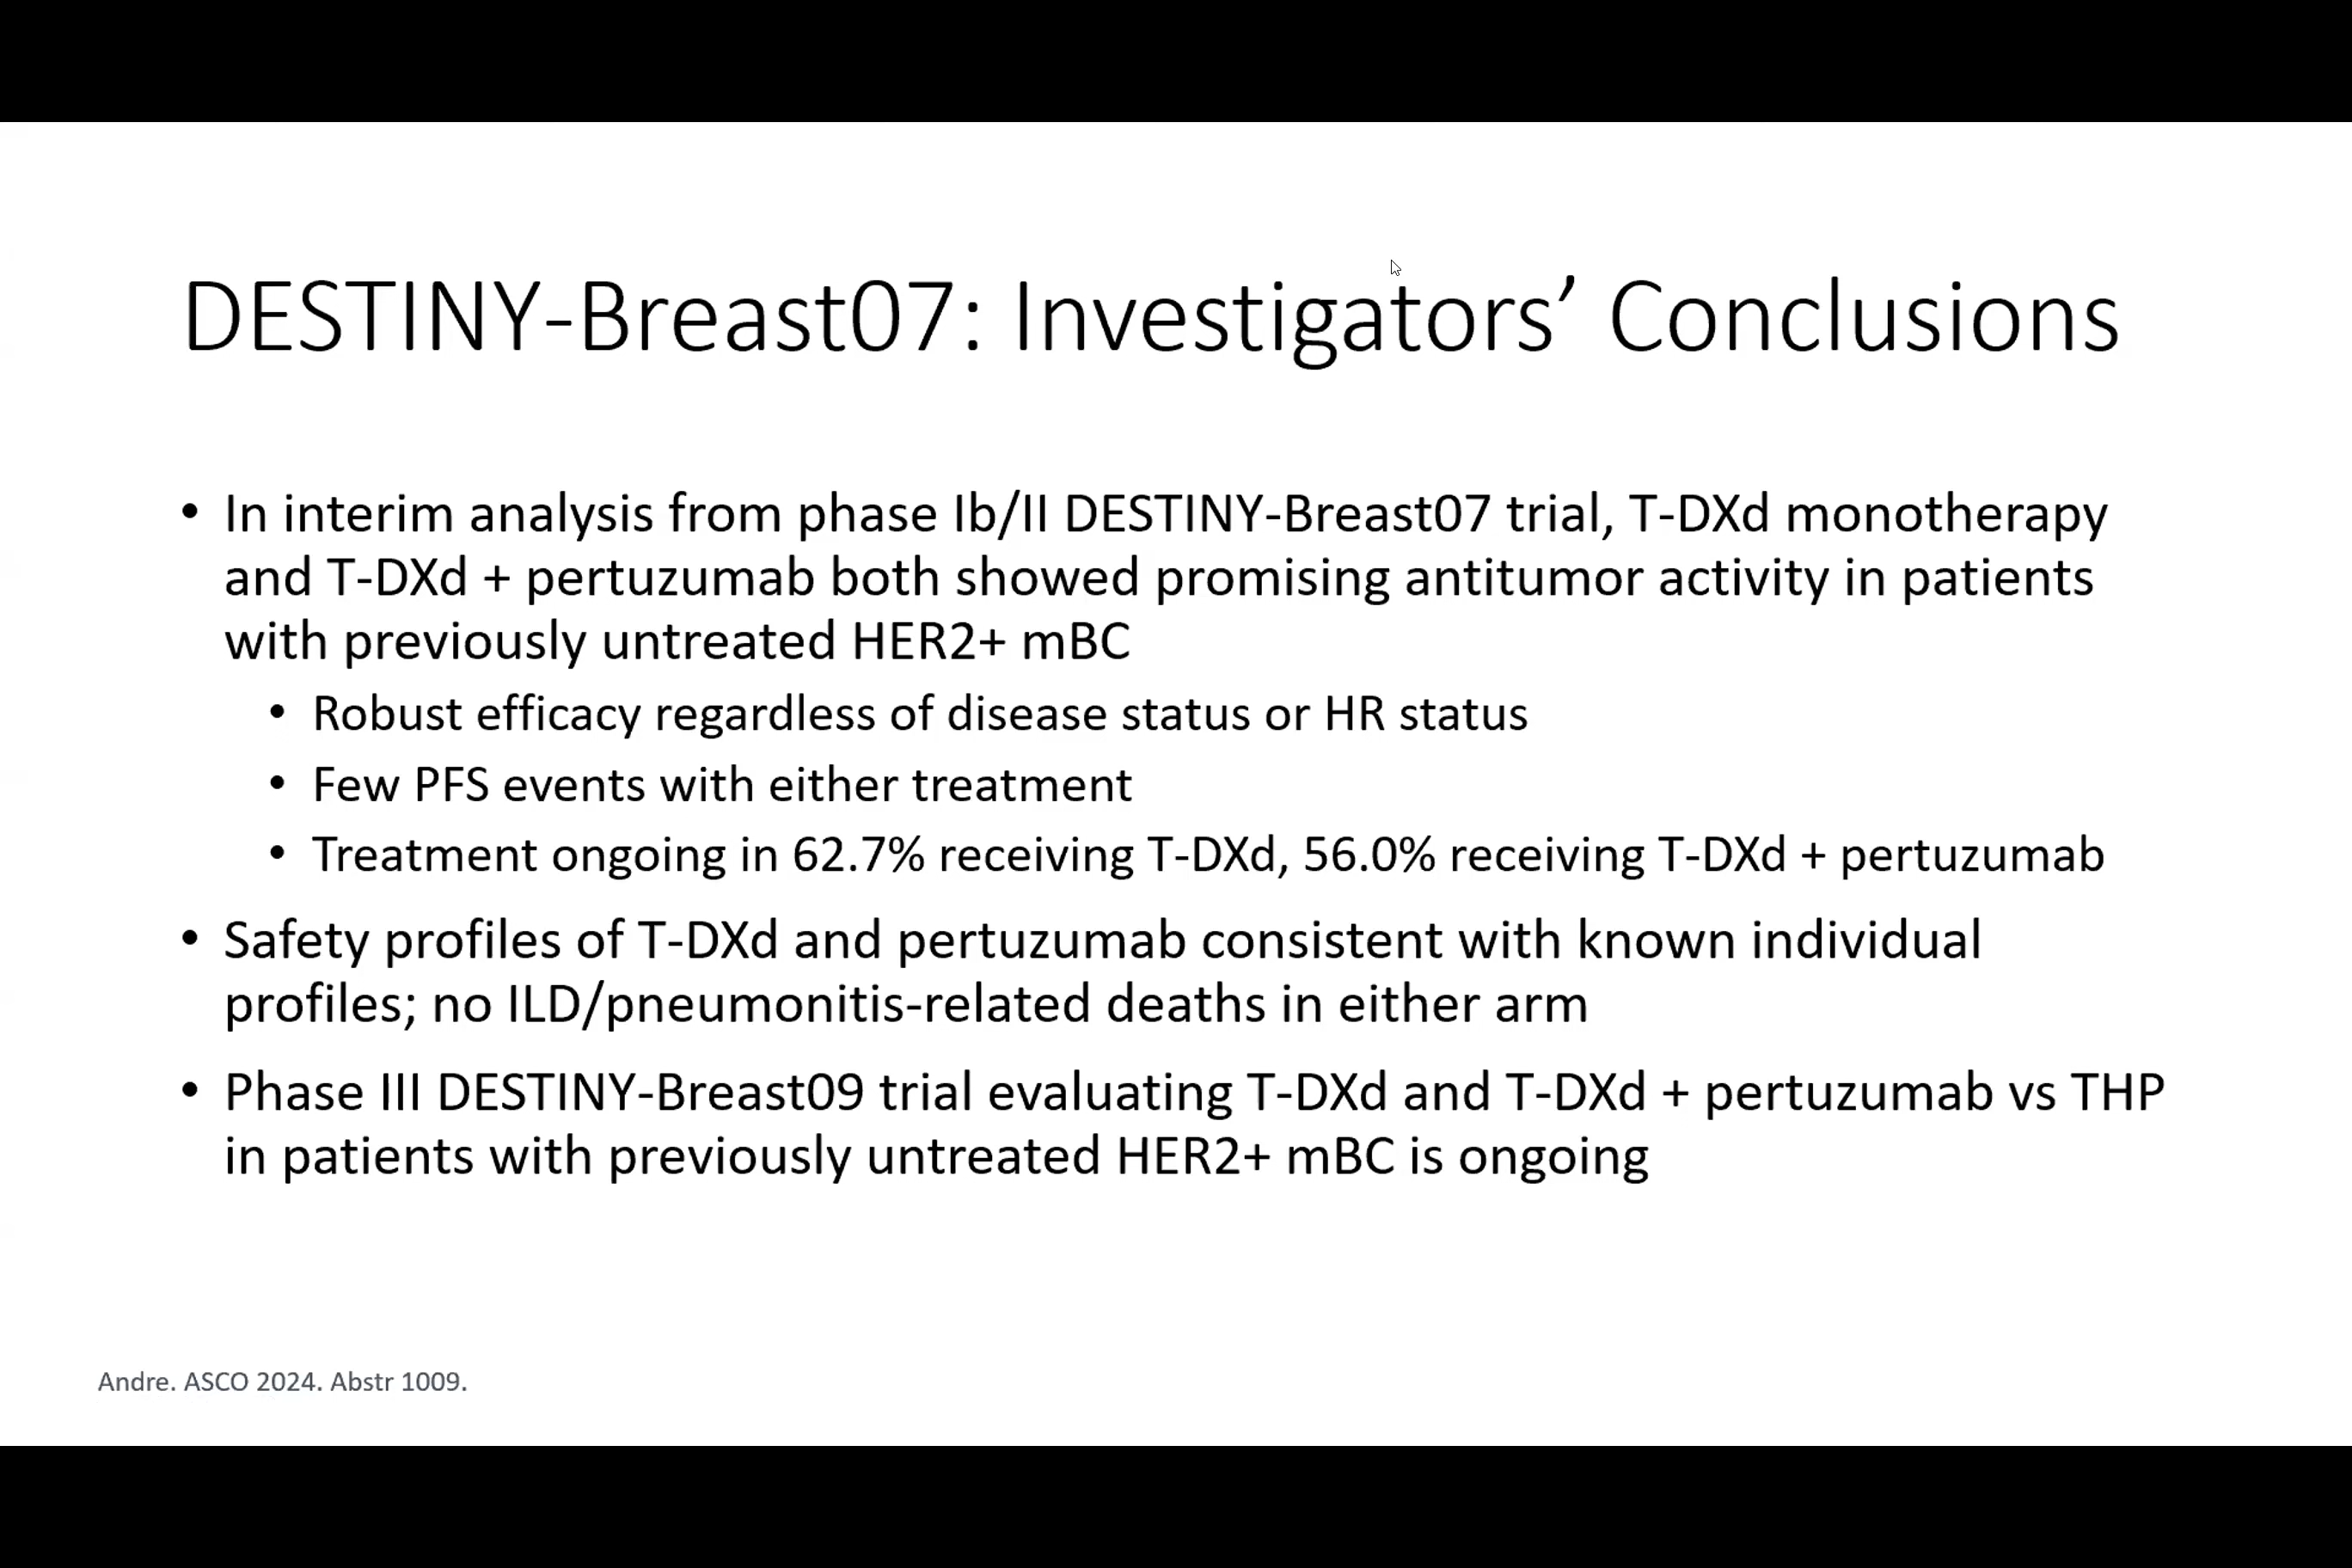 DESTINY-Breast07: Investigators’ Conclusions
• In interim analysis from phase Ib/II DESTINY-Breast07 trial, T-DXd monotherapy
and T-DXd + pertuzumab both showed promising antitumor activity in patients
with previously untreated HER2+ mBC
• Robust efficacy regardless of disease status or HR status
• Few PFS events with either treatment
• Treatment ongoing in 62.7% receiving T-DXd, 56.0% receiving T-DXd + pertuzumab
• Safety profiles of T-DXd and pertuzumab consistent with known individual
profiles; no ILD/pneumonitis-related deaths in either arm
• Phase III DESTINY-Breast09 trial evaluating T-DXd and T-DXd + pertuzumab vs THP
in patients with previously untreated HER2+ mBC is ongoing
Andre. ASCO 2024. Abstr 1009.